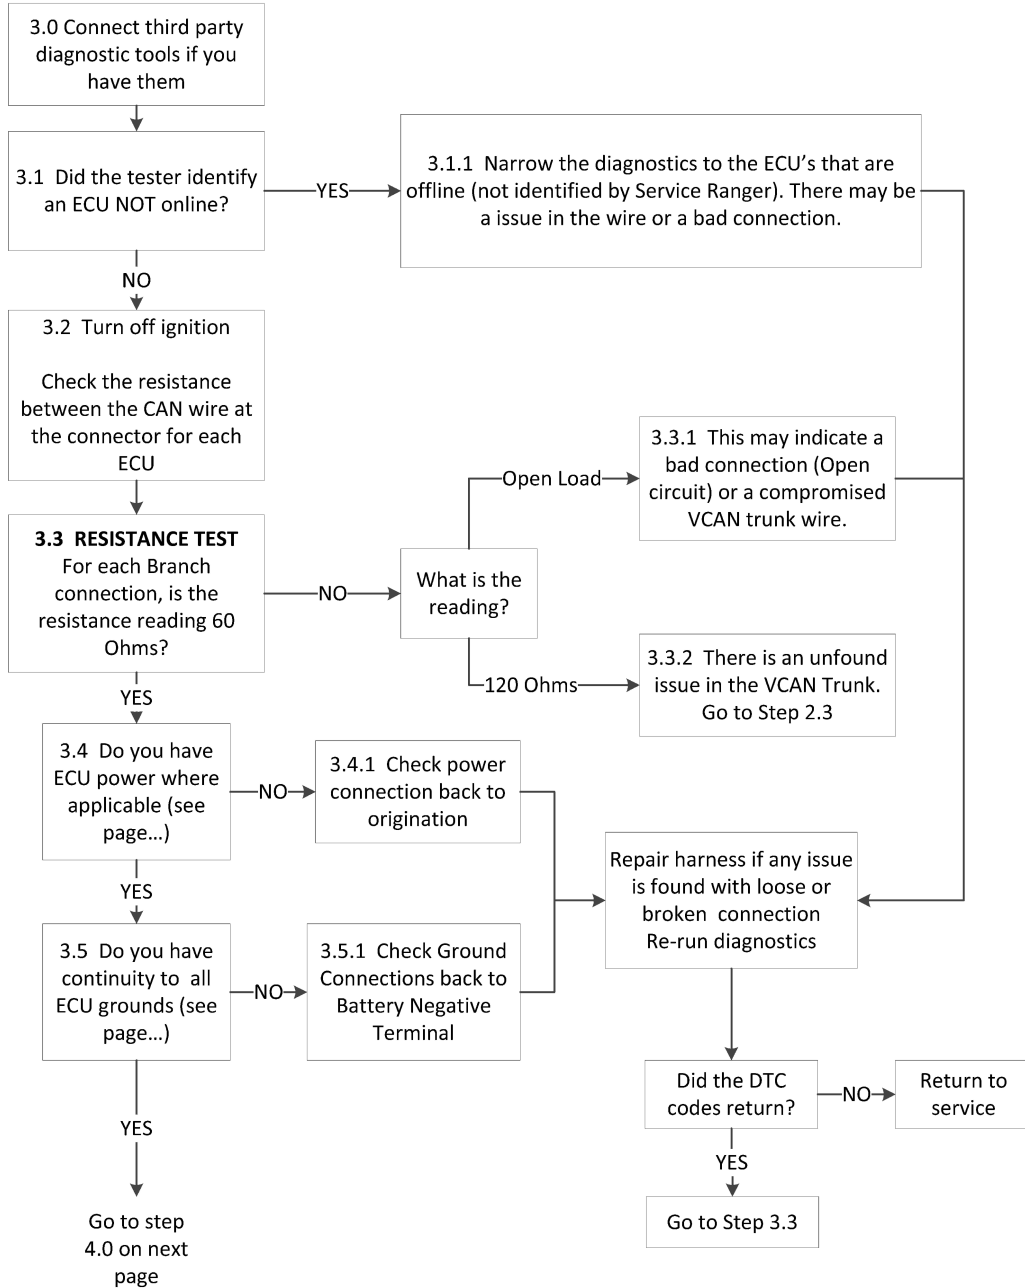 3.0 Connect third party
diagnostic tools if you
have them
3.1 Did the tester identify
an ECU NOT online?
YES
3.1.1 Narrow the diagnostics to the ECU's that are
offline (not identified by Service Ranger). There may be
a issue in the wire or a bad connection.
NO
3.2 Turn off ignition
Check the resistance
between the CAN wire at
the connector for each
ECU
3.3 RESISTANCE TEST
For each Branch
connection, is the
resistance reading 60
Ohms?
NO
What is the
reading?
Open Load
3.3.1 This may indicate a
bad connection (Open
circuit) or a compromised
VCAN trunk wire.
120 Ohms
3.3.2 There is an unfound
issue in the VCAN Trunk.
Go to Step 2.3
YES
3.4 Do you have
ECU power where
applicable (see
page…)
NO
3.4.1 Check power
connection back to
origination
YES
3.5 Do you have
continuity to all
ECU grounds (see
page…)
NO
3.5.1 Check Ground
Connections back to
Battery Negative
Terminal
Repair harness if any issue
is found with loose or
broken connection
Re-run diagnostics
Did the DTC
codes return?
NO
Return to
service
YES
Go to Step 3.3
YES
Go to step
4.0 on next
page